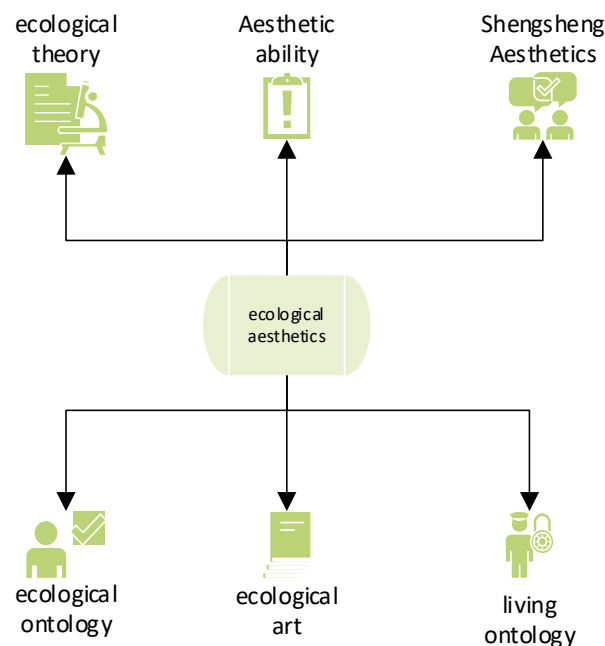 ecological
theory
Aesthetic
ability
Shengsheng
Aesthetics
ecological
aesthetics
ecological
ontology
ecological
art
living
ontology